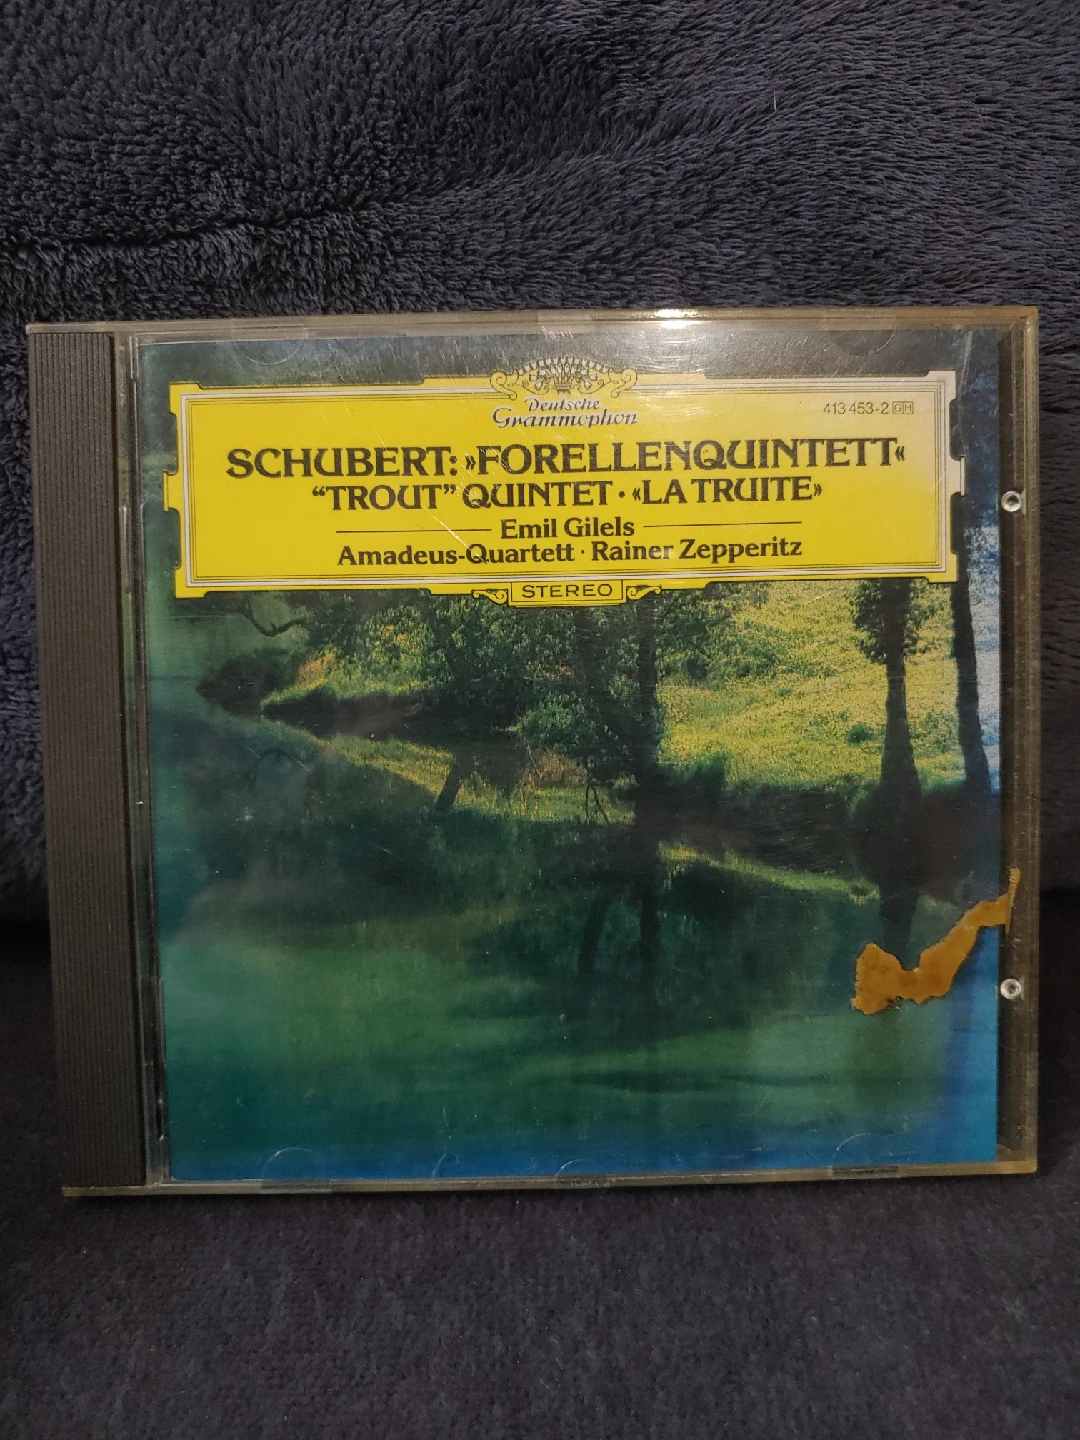 Deutsche
Grammophon
413 453-2 GH
SCHUBERT: »FORELLENQUINTETT«
“TROUT” QUINTET · «LA TRUITE»
Emil Gilels
Amadeus-Quartett · Rainer Zepperitz
STEREO